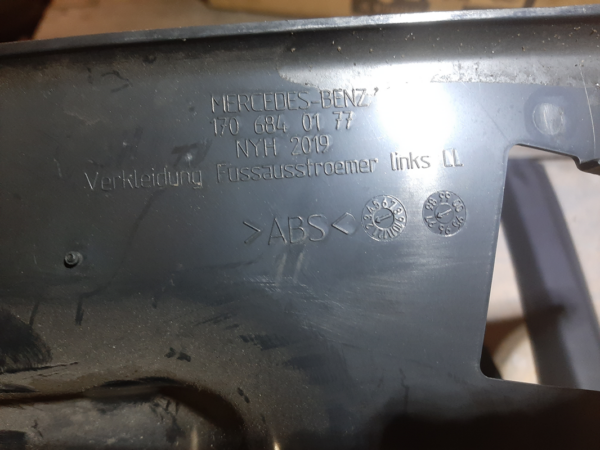 MERCEDES-BENZ
170 684 01 77
NYH 2019
Verkleidung Fussausstroemer links LL
>ABS<